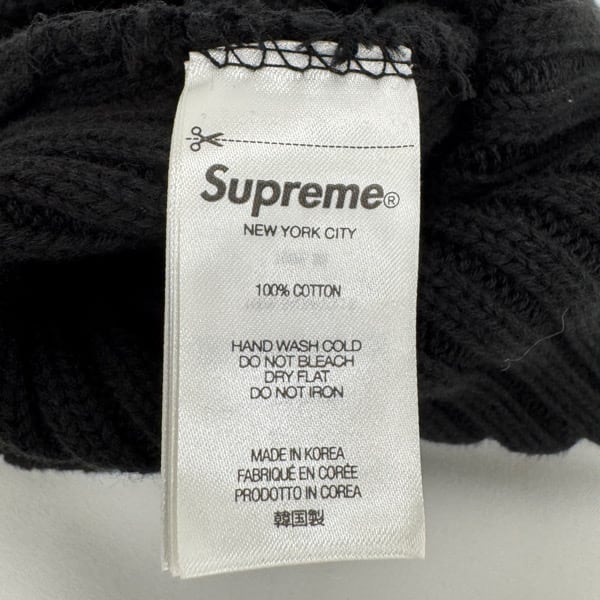 Supreme®
NEW YORK CITY
100% COTTON
HAND WASH COLD
DO NOT BLEACH
DRY FLAT
DO NOT IRON
MADE IN KOREA
FABRIQUÉ EN CORÉE
PRODOTTO IN COREA
韓国製